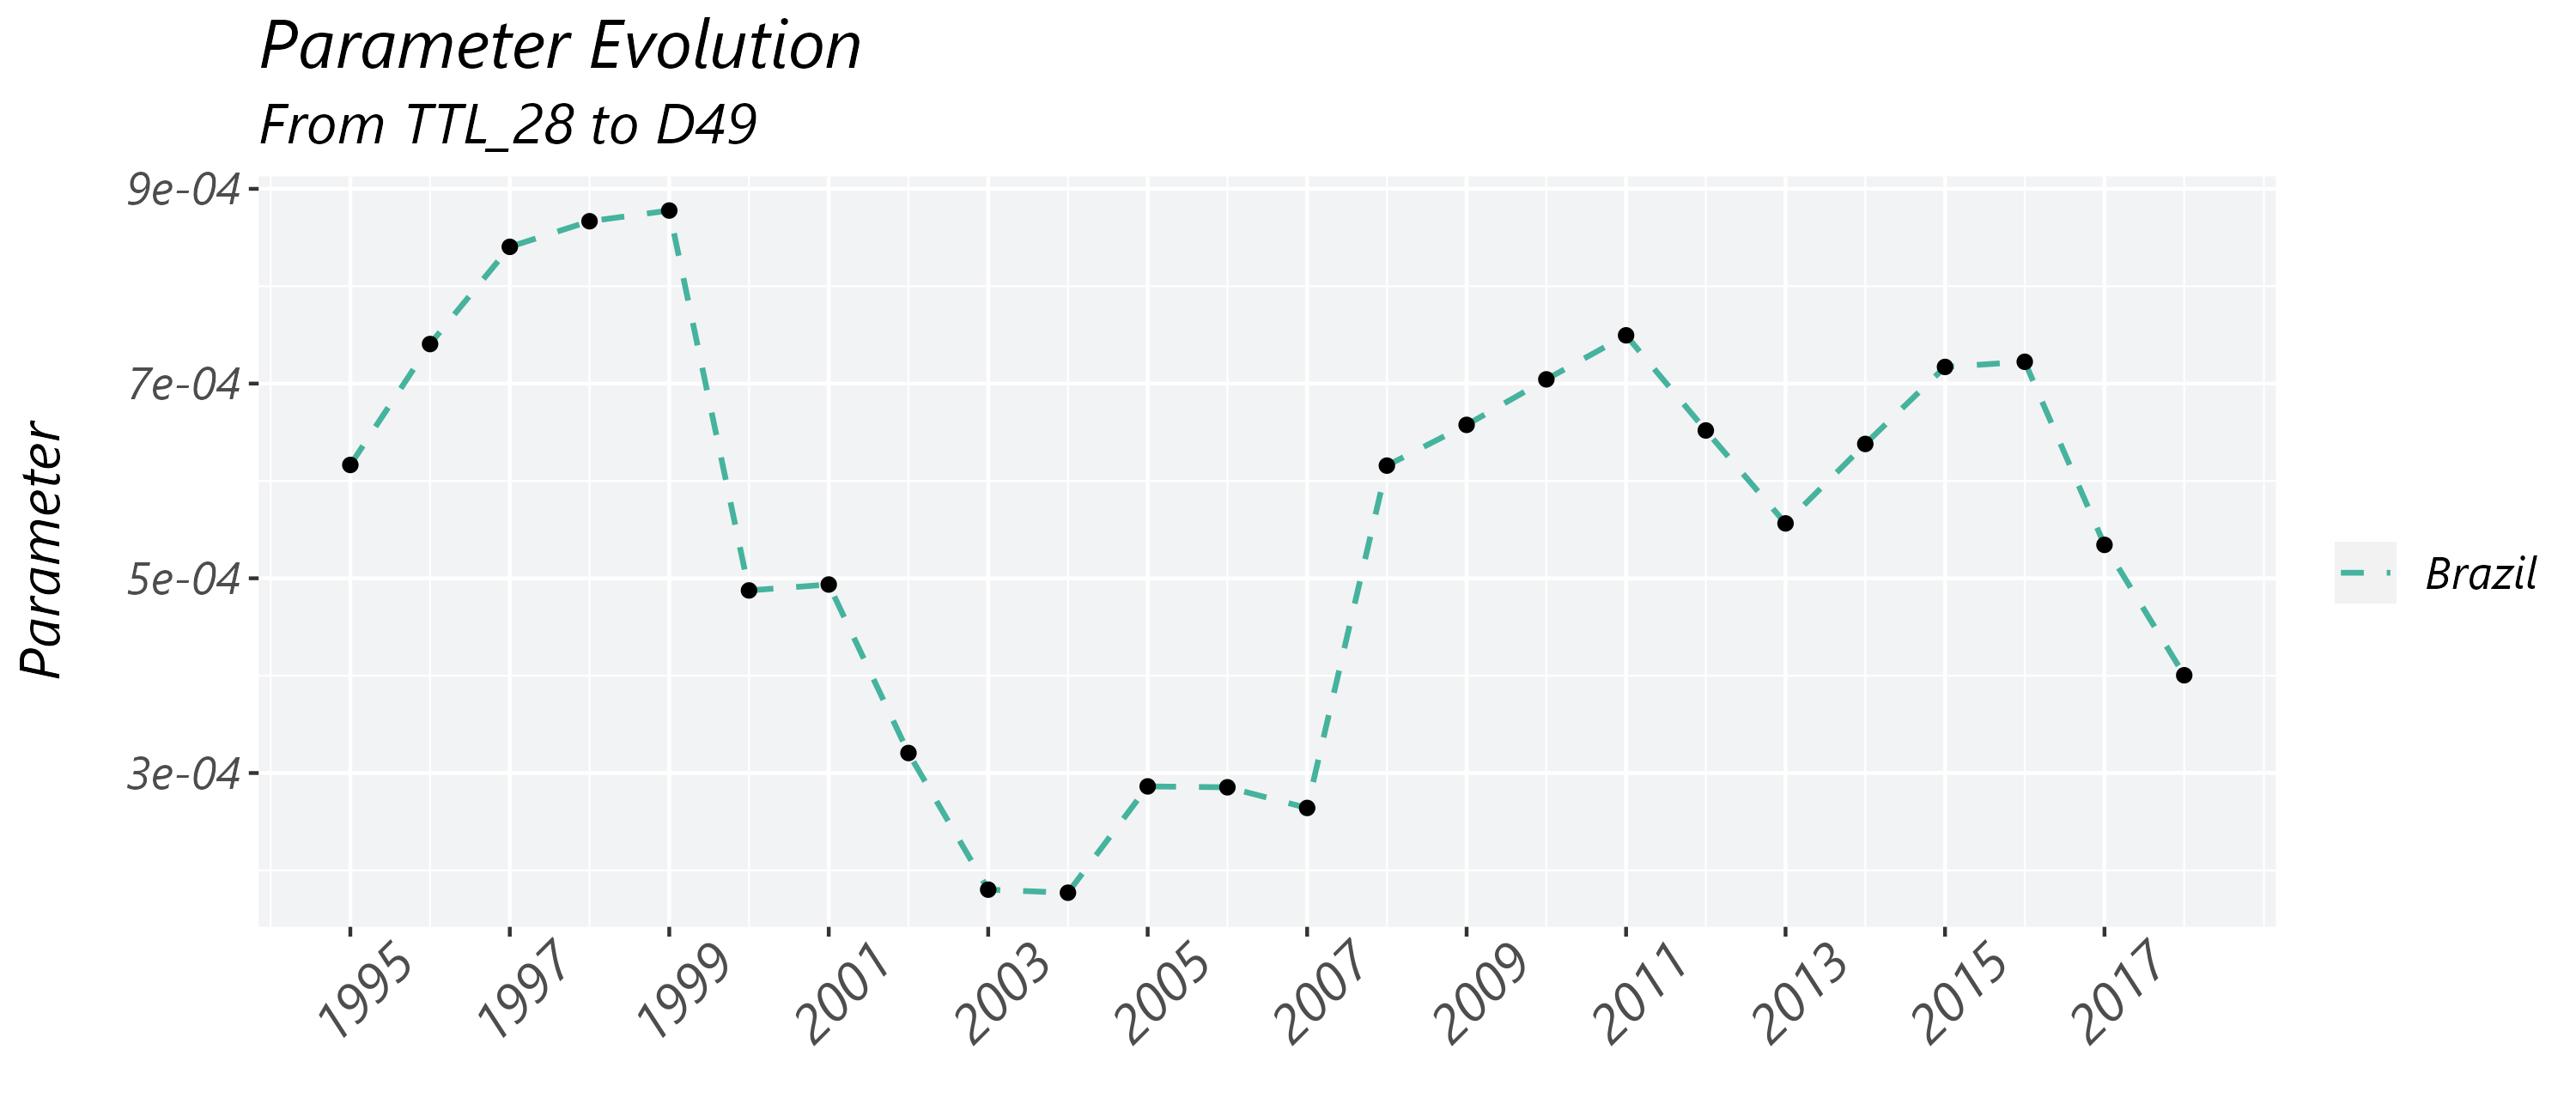 Parameter Evolution
From TTL_28 to D49
9e-04
7e-04
5e-04
3e-04
Parameter
Brazil
1995
1997
1999
2001
2003
2005
2007
2009
2011
2013
2015
2017